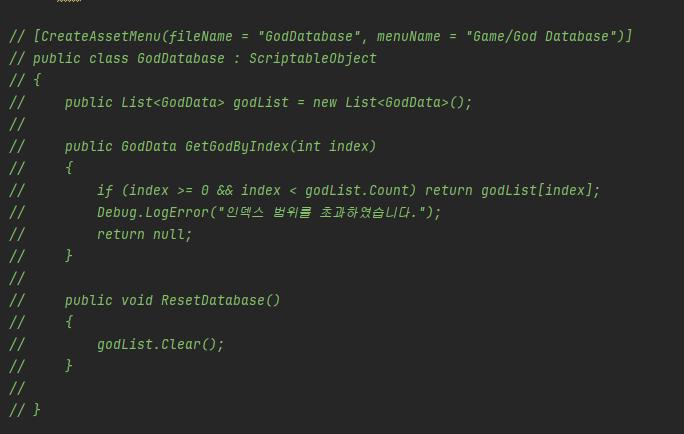 // [CreateAssetMenu(fileName = "GodDatabase", menuName = "Game/God Database")]
// public class GodDatabase : ScriptableObject
// {
//     public List<GodData> godList = new List<GodData>();
//
//     public GodData GetGodByIndex(int index)
//     {
//         if (index >= 0 && index < godList.Count) return godList[index];
//         Debug.LogError("인덱스 범위를 초과하였습니다.");
//         return null;
//     }
//
//     public void ResetDatabase()
//     {
//         godList.Clear();
//     }
//
// }